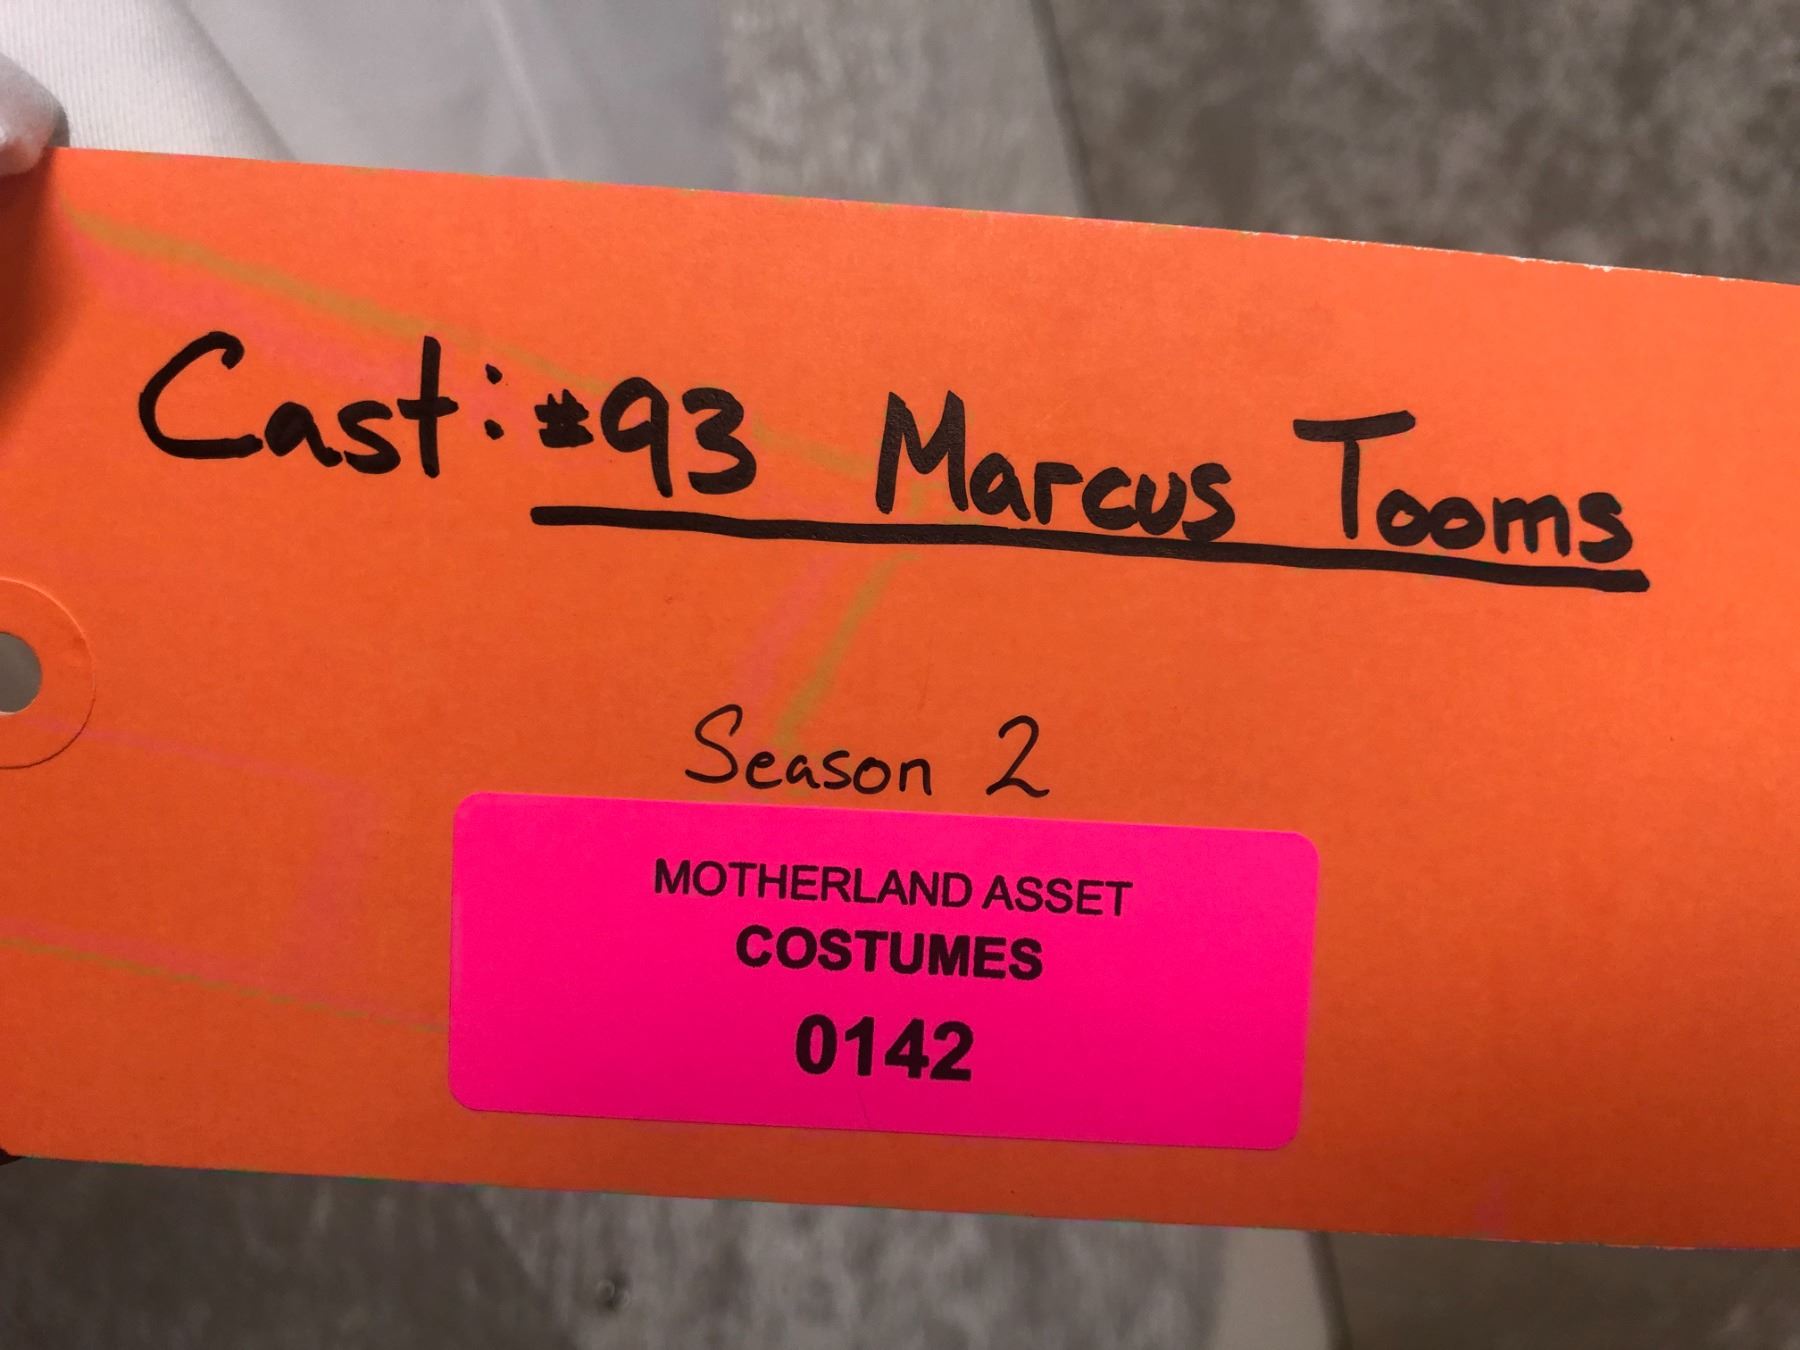 Cast: #93 Marcus Tooms
Season 2
MOTHERLAND ASSET
COSTUMES
0142